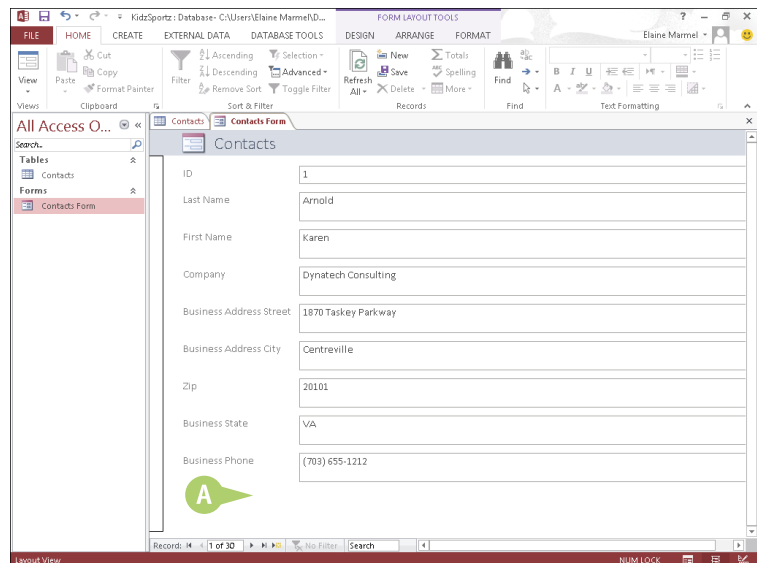 KidzSportz : Database- C:\Users\Elaine Marmel\D...
FORM LAYOUT TOOLS
?
FILE HOME CREATE EXTERNAL DATA DATABASE TOOLS DESIGN ARRANGE FORMAT Elaine Marmel
View
Paste
Cut
Copy
Format Painter
Filter
Ascending
Descending
Remove Sort
Selection
Advanced
Toggle Filter
Refresh
All
New
Save
Delete
Totals
Spelling
More
Find
B I U
A
Views Clipboard Sort & Filter Records Find Text Formatting
All Access O...
Search..
Tables
Contacts
Forms
Contacts Form
Contacts Contacts Form
Contacts
ID 1
Last Name Arnold
First Name Karen
Company Dynatech Consulting
Business Address Street 1870 Taskey Parkway
Business Address City Centreville
Zip 20101
Business State VA
Business Phone (703) 655-1212
A
Record: 1 of 30 No Filter Search
Layout View NUM LOCK